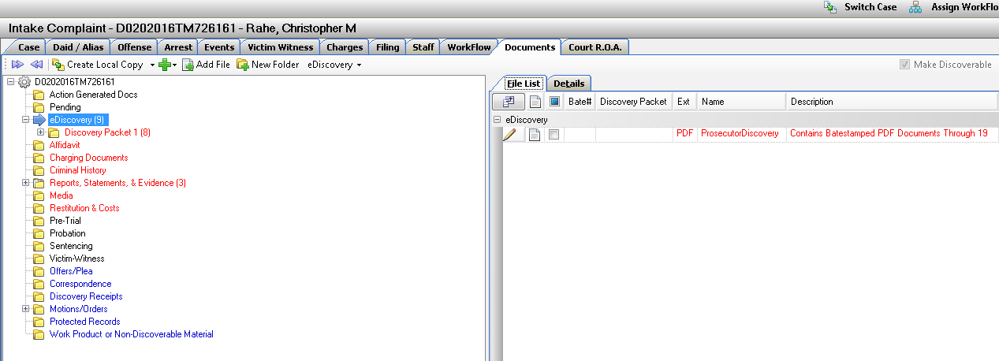 Switch Case Assign WorkFlo
Intake Complaint - D0202016TM726161 - Rahe, Christopher M
Case Daid / Alias Offense Arrest Events Victim Witness Charges Filing Staff WorkFlow Documents Court R.O.A.
Create Local Copy Add File New Folder eDiscovery Make Discoverable
D0202016TM726161
Action Generated Docs
Pending
eDiscovery (9)
Discovery Packet 1 (8)
Affidavit
Charging Documents
Criminal History
Reports, Statements, & Evidence (3)
Media
Restitution & Costs
Pre-Trial
Probation
Sentencing
Victim-Witness
Offers/Plea
Correspondence
Discovery Receipts
Motions/Orders
Protected Records
Work Product or Non-Discoverable Material
File List Details
Bate# Discovery Packet Ext Name Description
eDiscovery
PDF ProsecutorDiscovery Contains Batestamped PDF Documents Through 19